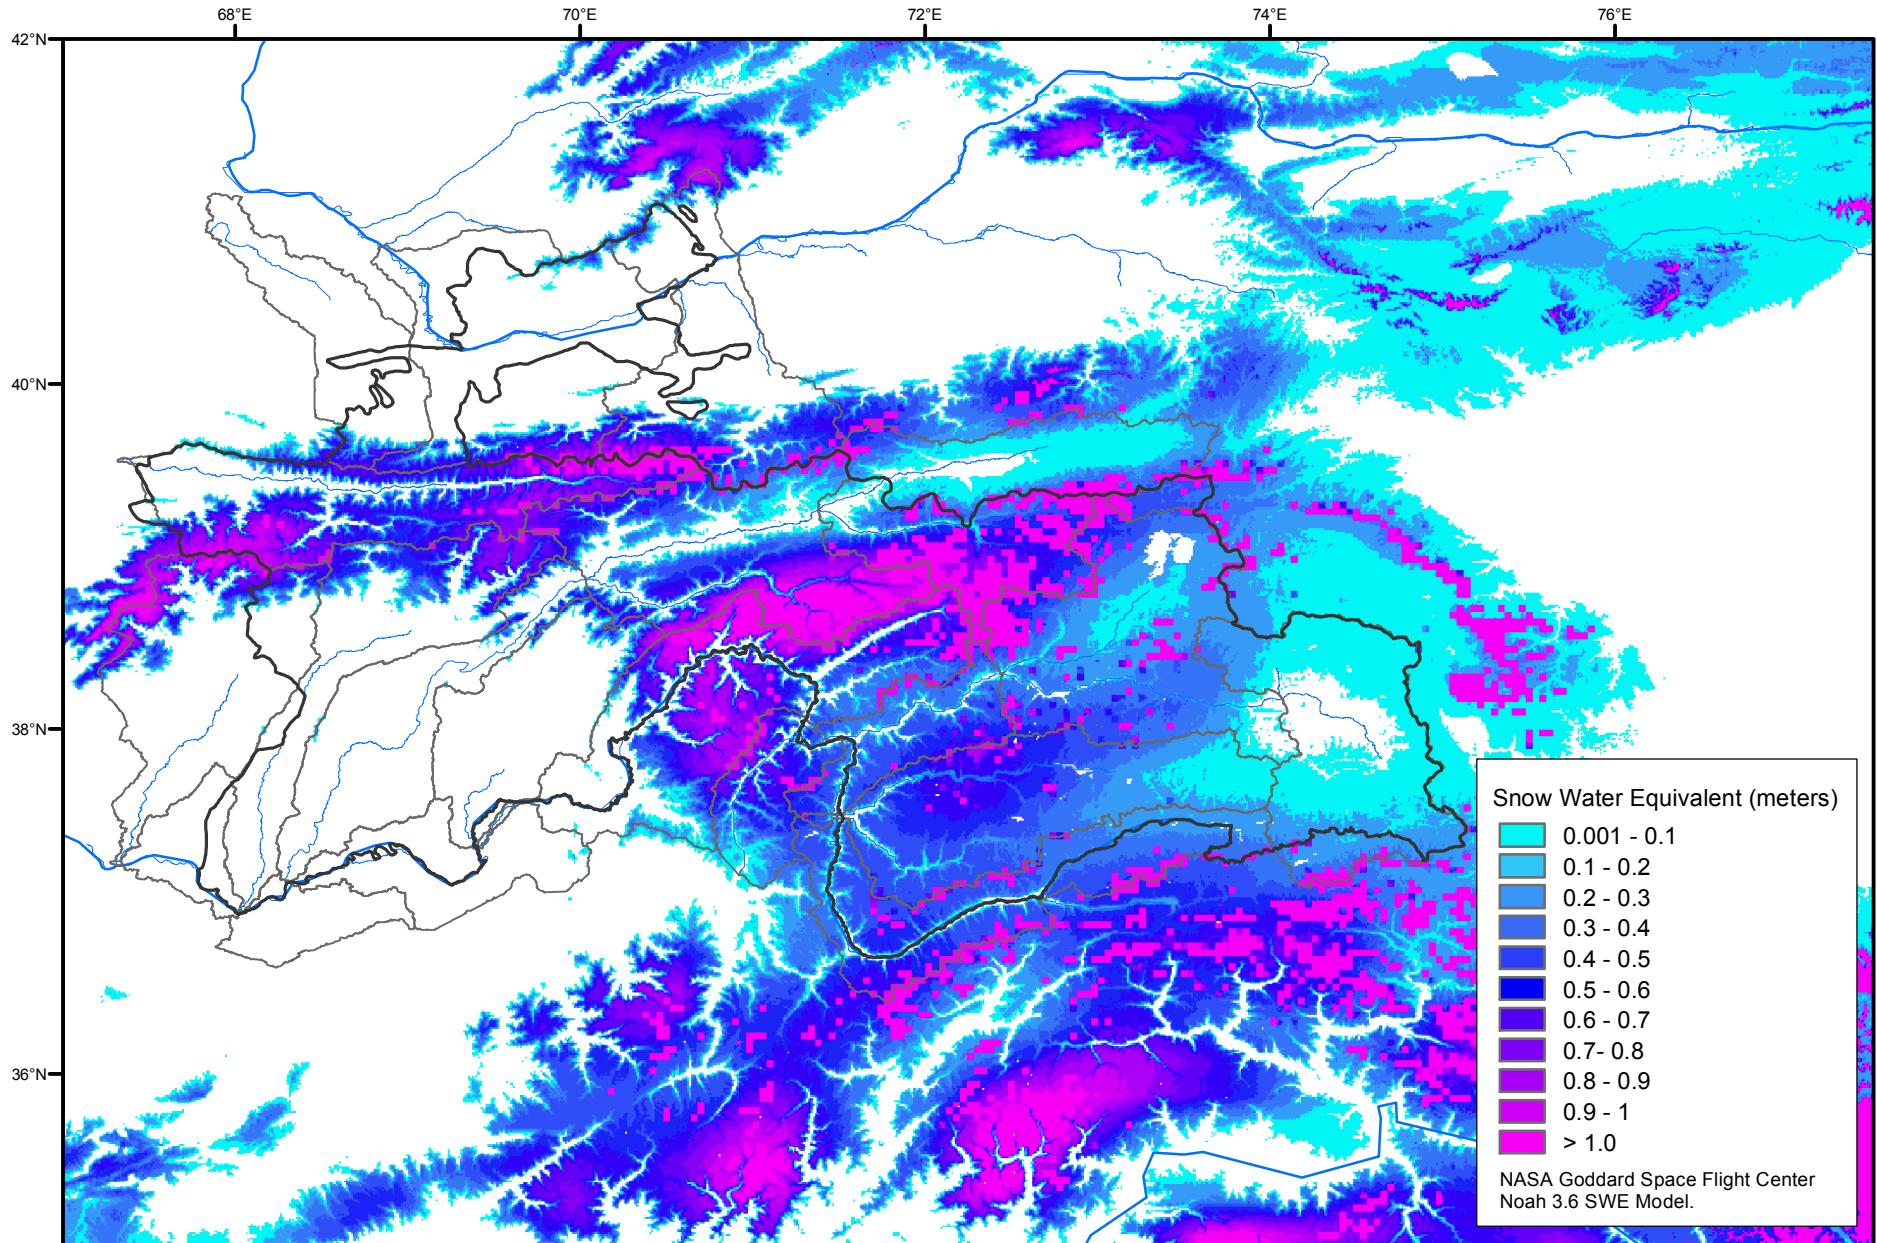 68°E
70°E
72°E
74°E
76°E
42°N
40°N
38°N
36°N
Snow Water Equivalent (meters)
0.001 - 0.1
0.1 - 0.2
0.2 - 0.3
0.3 - 0.4
0.4 - 0.5
0.5 - 0.6
0.6 - 0.7
0.7- 0.8
0.8 - 0.9
0.9 - 1
> 1.0
NASA Goddard Space Flight Center
Noah 3.6 SWE Model.